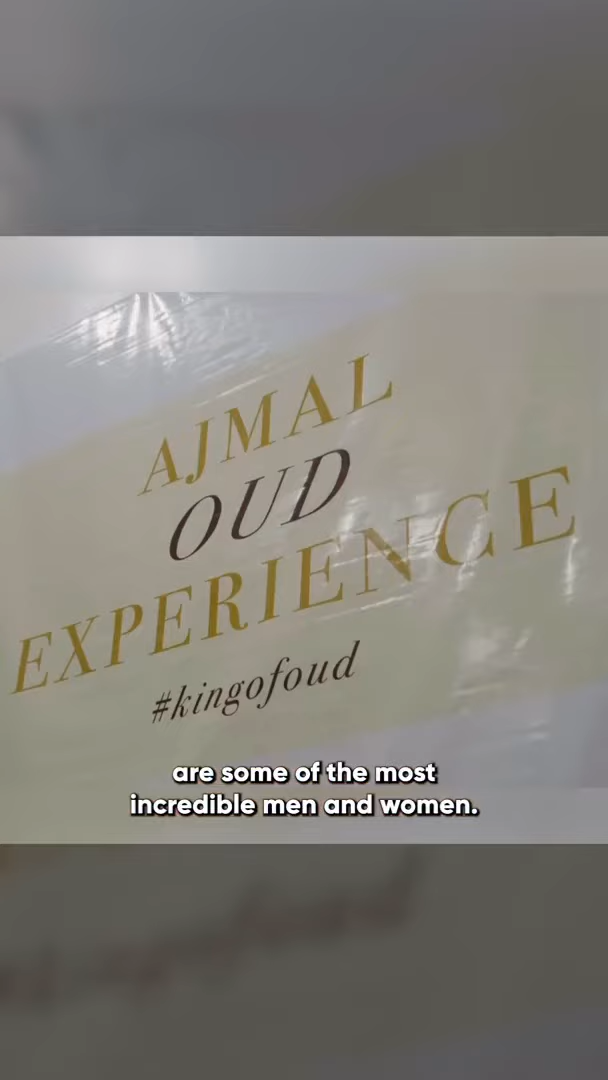 AJMAL
OUD
EXPERIENCE
#kingofoud
are some of the most
incredible men and women.